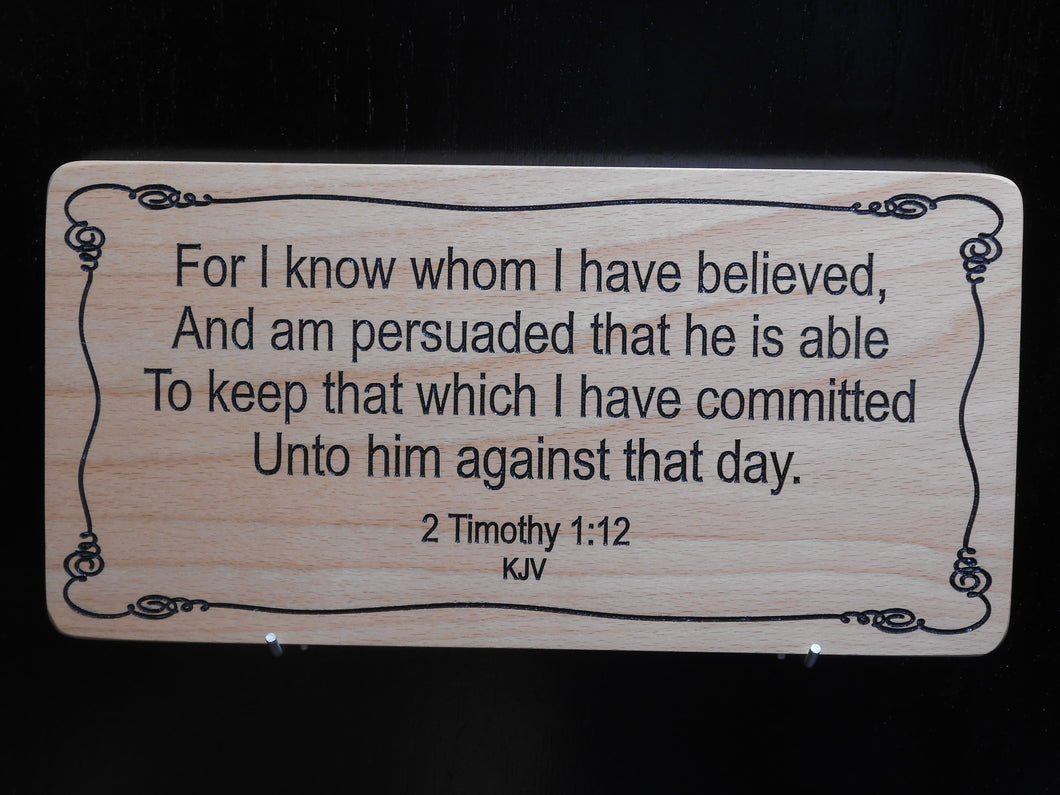 For I know whom I have believed,
And am persuaded that he is able
To keep that which I have committed
Unto him against that day.
2 Timothy 1:12
KJV